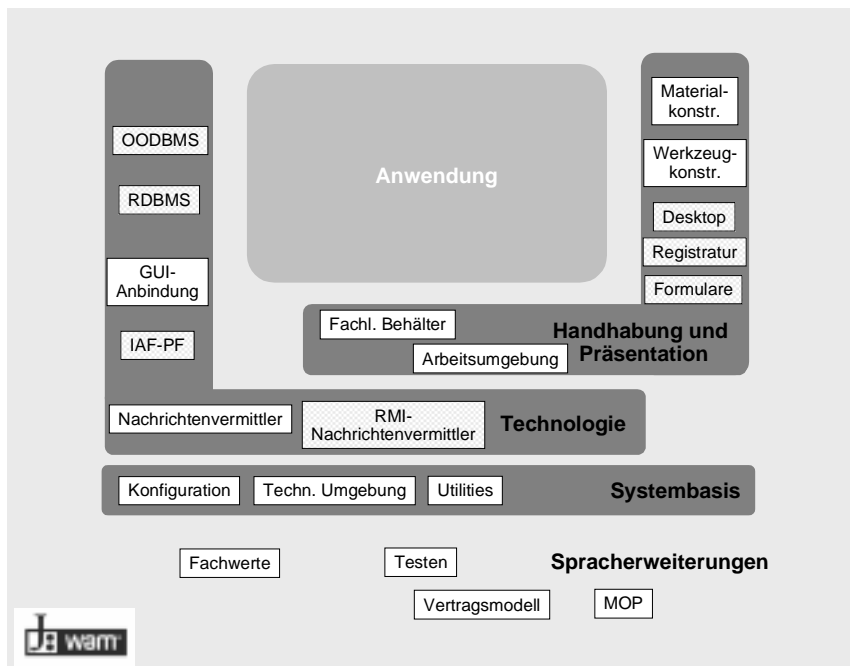 OODBMS
RDBMS
GUI-
Anbindung
IAF-PF
Anwendung
Material-
konstr.
Werkzeug-
konstr.
Desktop
Registratur
Formulare
Fachl. Behälter
Arbeitsumgebung
Handhabung und
Präsentation
Nachrichtenvermittler
RMI-
Nachrichtenvermittler
Technologie
Konfiguration
Techn. Umgebung
Utilities
Systembasis
Fachwerte
Testen
Spracherweiterungen
Vertragsmodell
MOP
wam